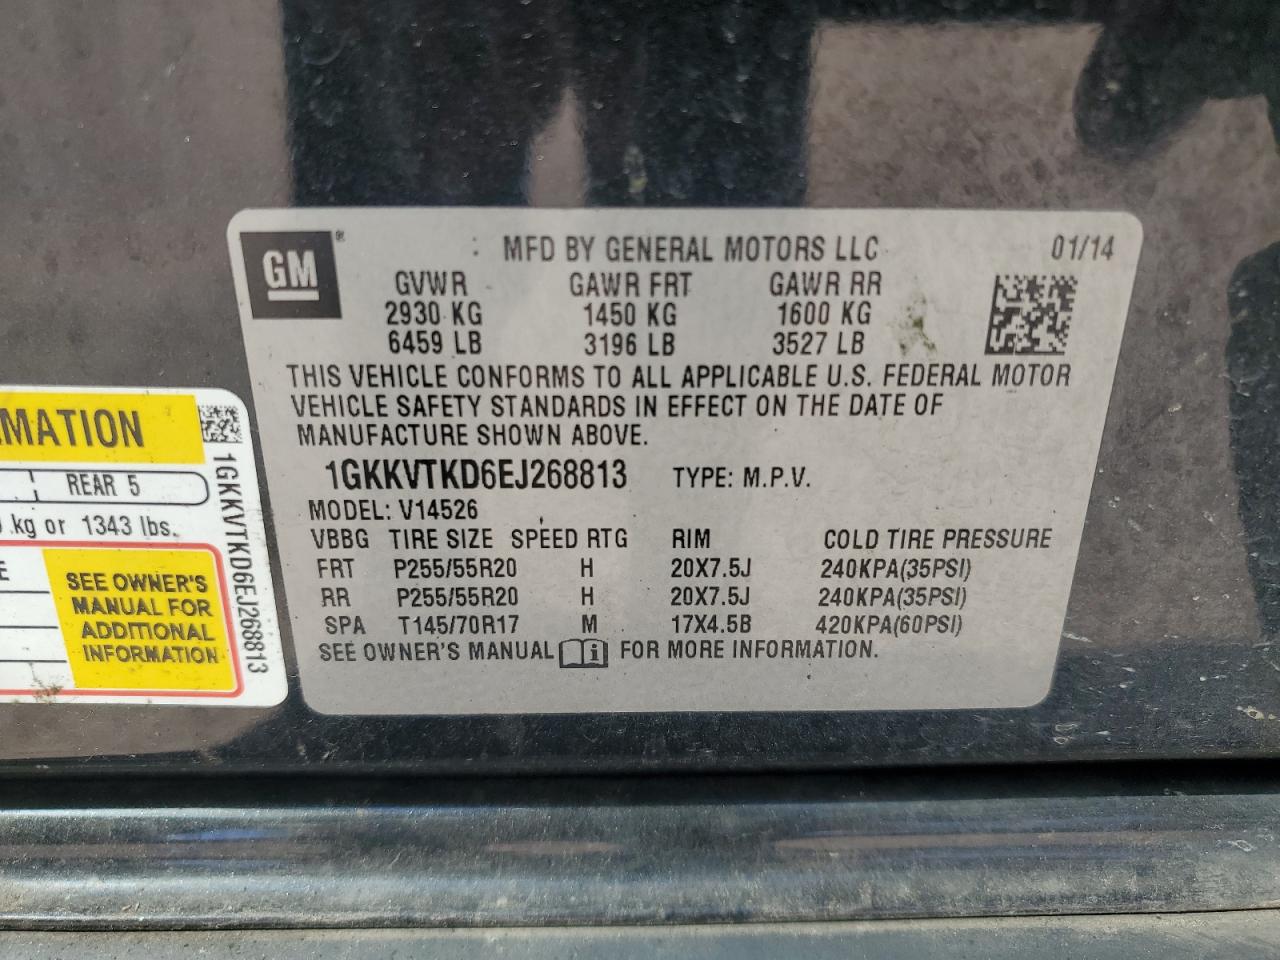 GM ®
: MFD BY GENERAL MOTORS LLC 01/14
GVWR GAWR FRT GAWR RR
2930 KG 1450 KG 1600 KG
6459 LB 3196 LB 3527 LB
THIS VEHICLE CONFORMS TO ALL APPLICABLE U.S. FEDERAL MOTOR
VEHICLE SAFETY STANDARDS IN EFFECT ON THE DATE OF
MANUFACTURE SHOWN ABOVE.
1GKKVTKD6EJ268813 TYPE: M.P.V.
MODEL: V14526
VBBG TIRE SIZE SPEED RTG RIM COLD TIRE PRESSURE
FRT P255/55R20 H 20X7.5J 240KPA(35PSI)
RR P255/55R20 H 20X7.5J 240KPA(35PSI)
SPA T145/70R17 M 17X4.5B 420KPA(60PSI)
SEE OWNER'S MANUAL i FOR MORE INFORMATION.
MATION
REAR 5
kg or 1343 lbs.
E
SEE OWNER'S
MANUAL FOR
ADDITIONAL
INFORMATION
1GKKVTKD6EJ268813